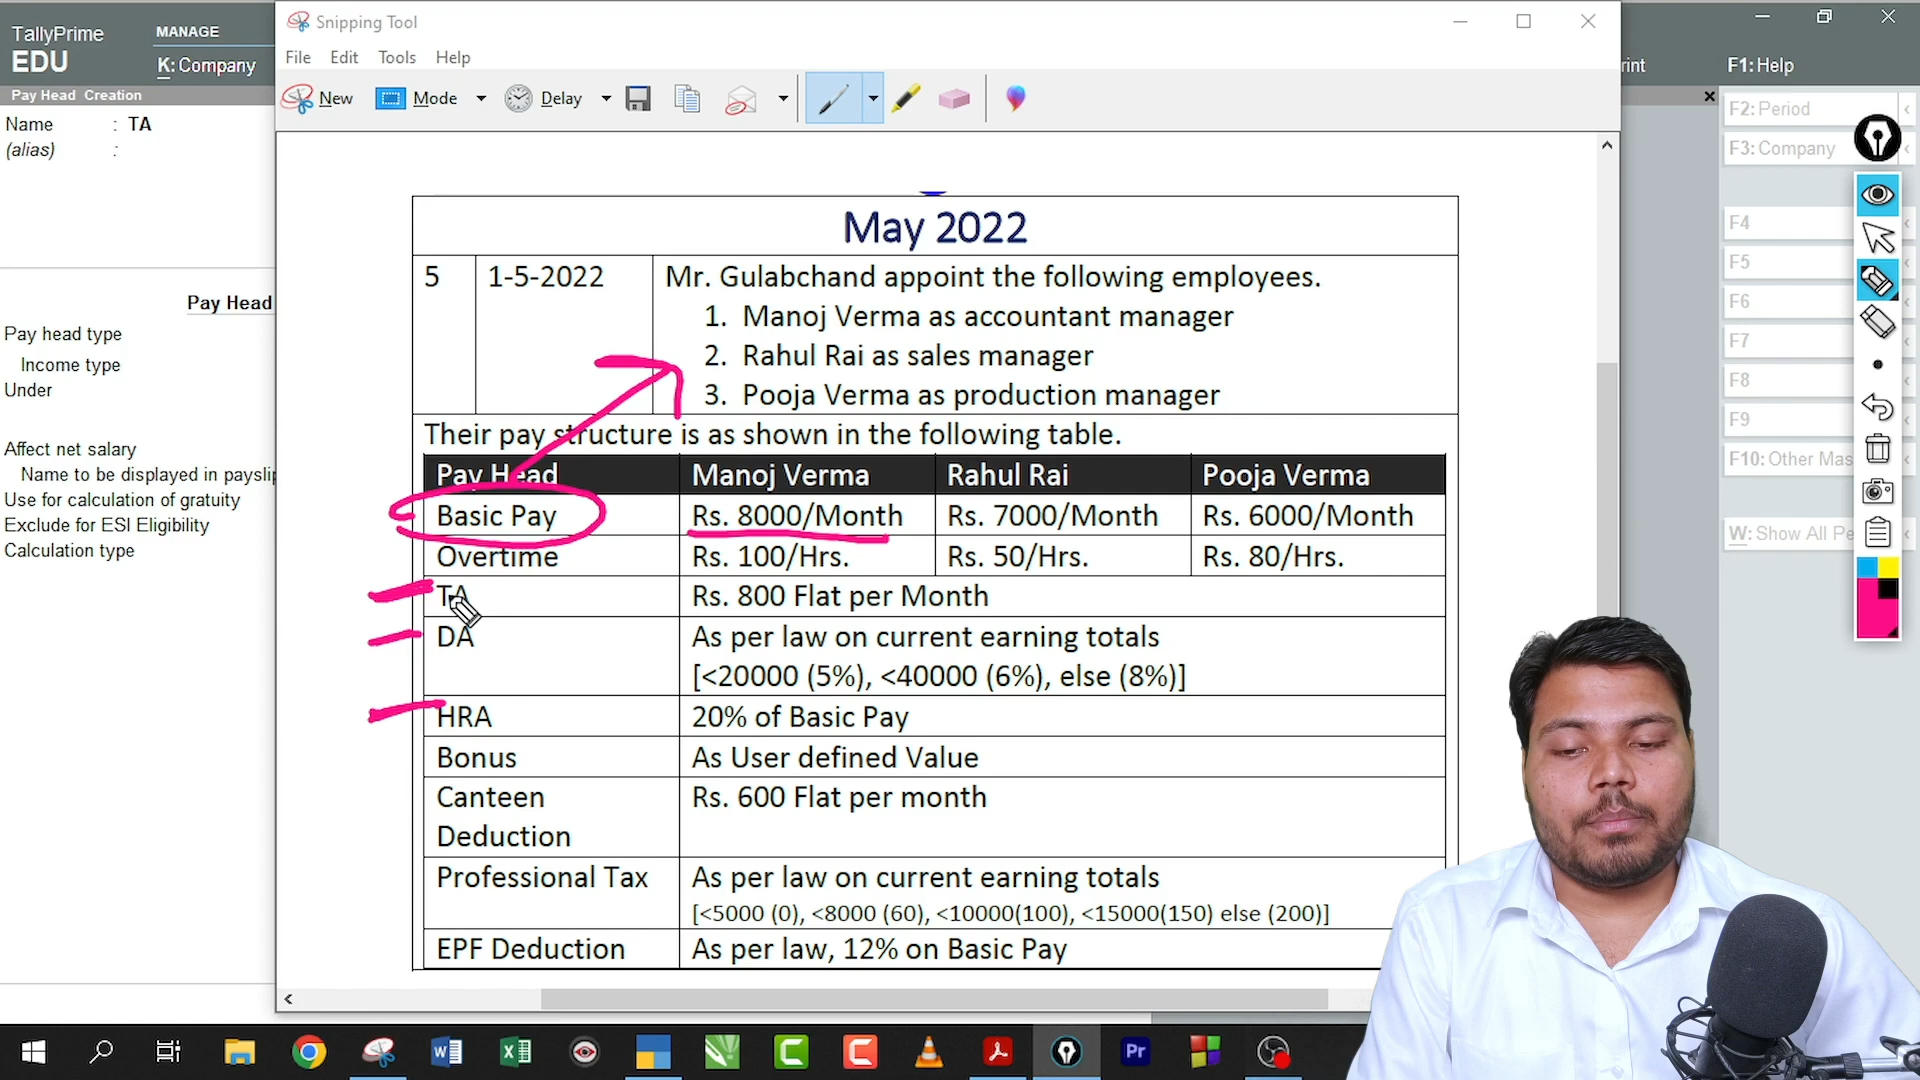 TallyPrime
EDU
MANAGE
K: Company
Pay Head Creation
Name : TA
(alias) :
Pay Head
Pay head type
Income type
Under
Affect net salary
Name to be displayed in payslip
Use for calculation of gratuity
Exclude for ESI Eligibility
Calculation type
Snipping Tool
File Edit Tools Help
New Mode Delay
May 2022
5 1-5-2022 Mr. Gulabchand appoint the following employees.
1. Manoj Verma as accountant manager
2. Rahul Rai as sales manager
3. Pooja Verma as production manager
Their pay structure is as shown in the following table.
Pay Head Manoj Verma Rahul Rai Pooja Verma
Basic Pay Rs. 8000/Month Rs. 7000/Month Rs. 6000/Month
Overtime Rs. 100/Hrs. Rs. 50/Hrs. Rs. 80/Hrs.
TA Rs. 800 Flat per Month
DA As per law on current earning totals
[<20000 (5%), <40000 (6%), else (8%)]
HRA 20% of Basic Pay
Bonus As User defined Value
Canteen Rs. 600 Flat per month
Deduction
Professional Tax As per law on current earning totals
[<5000 (0), <8000 (60), <10000(100), <15000(150) else (200)]
EPF Deduction As per law, 12% on Basic Pay
rint
F1: Help
F2: Period
F3: Company
F4
F5
F6
F7
F8
F9
F10: Other Mas
W: Show All Pe
Pr